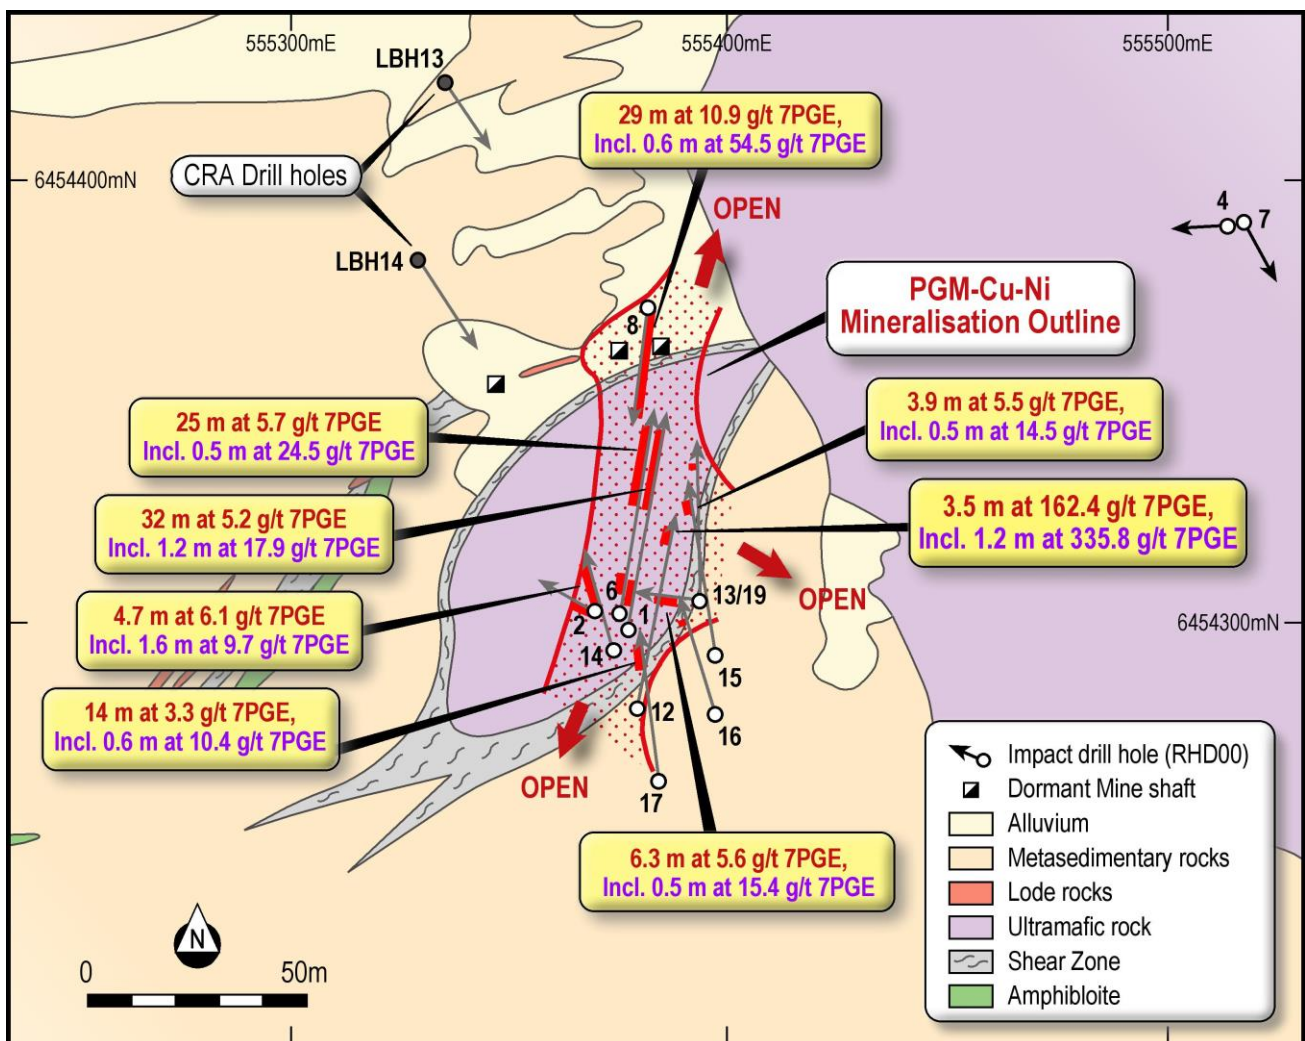 555300mE
555400mE
555500mE
LBH13
29 m at 10.9 g/t 7PGE,
Incl. 0.6 m at 54.5 g/t 7PGE
CRA Drill holes
6454400mN
OPEN
4
7
LBH14
PGM-Cu-Ni
Mineralisation Outline
8
25 m at 5.7 g/t 7PGE
Incl. 0.5 m at 24.5 g/t 7PGE
3.9 m at 5.5 g/t 7PGE,
Incl. 0.5 m at 14.5 g/t 7PGE
32 m at 5.2 g/t 7PGE
Incl. 1.2 m at 17.9 g/t 7PGE
3.5 m at 162.4 g/t 7PGE,
Incl. 1.2 m at 335.8 g/t 7PGE
4.7 m at 6.1 g/t 7PGE
Incl. 1.6 m at 9.7 g/t 7PGE
6
2
1
13/19
OPEN
6454300mN
14
15
14 m at 3.3 g/t 7PGE,
Incl. 0.6 m at 10.4 g/t 7PGE
12
16
OPEN
17
6.3 m at 5.6 g/t 7PGE,
Incl. 0.5 m at 15.4 g/t 7PGE
N
0
50m
Impact drill hole (RHD00)
Dormant Mine shaft
Alluvium
Metasedimentary rocks
Lode rocks
Ultramafic rock
Shear Zone
Amphibloite